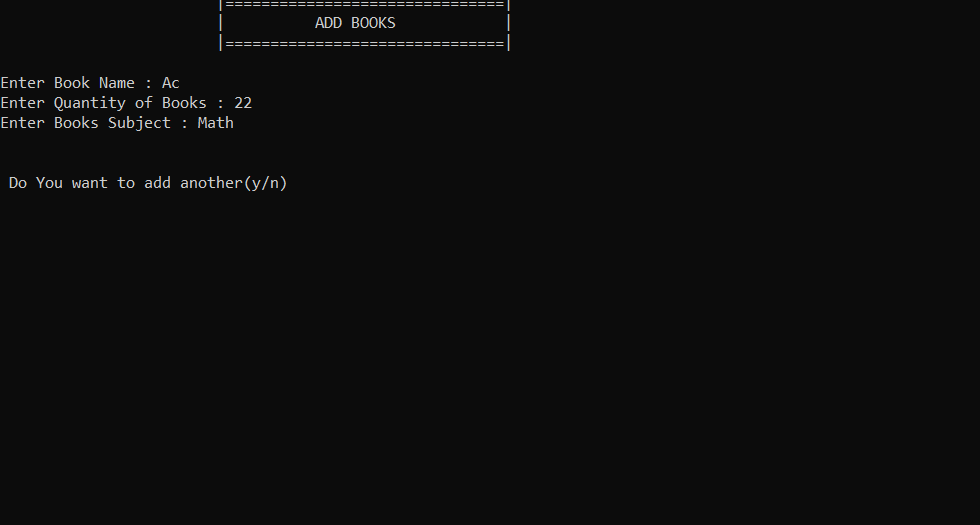 |===============================|
| ADD BOOKS |
|===============================|
Enter Book Name : Ac
Enter Quantity of Books : 22
Enter Books Subject : Math
Do You want to add another(y/n)